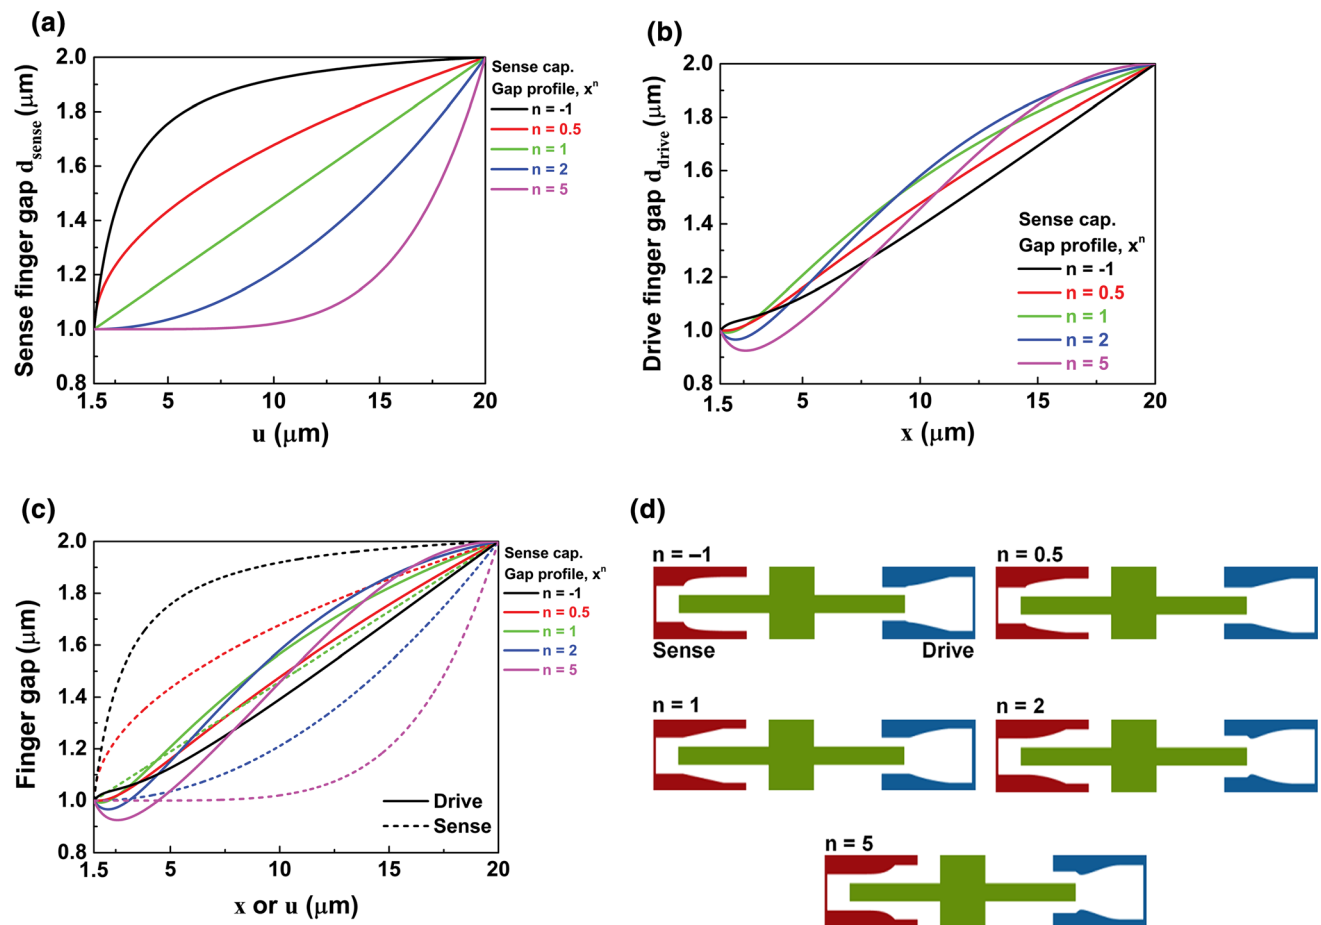 (a)
Sense finger gap d_sense (μm)
2.0
1.8
1.6
1.4
1.2
1.0
0.8
1.5
5
10
15
20
u (μm)
Sense cap.
Gap profile, xⁿ
n = -1
n = 0.5
n = 1
n = 2
n = 5
(b)
Drive finger gap d_drive (μm)
2.0
1.8
1.6
1.4
1.2
1.0
0.8
1.5
5
10
15
20
x (μm)
Sense cap.
Gap profile, xⁿ
n = -1
n = 0.5
n = 1
n = 2
n = 5
(c)
Finger gap (μm)
2.0
1.8
1.6
1.4
1.2
1.0
0.8
1.5
5
10
15
20
x or u (μm)
Sense cap.
Gap profile, xⁿ
n = -1
n = 0.5
n = 1
n = 2
n = 5
Drive
Sense
(d)
n = –1
Sense
Drive
n = 0.5
n = 1
n = 2
n = 5